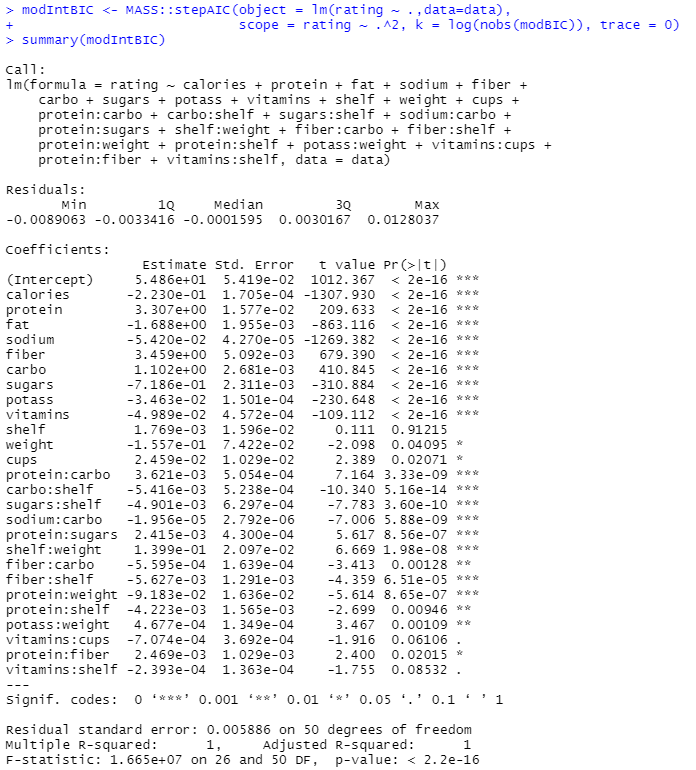 > modIntBIC <- MASS::stepAIC(object = lm(rating ~ .,data=data),
+                            scope = rating ~ .^2, k = log(nobs(modBIC)), trace = 0)
> summary(modIntBIC)

Call:
lm(formula = rating ~ calories + protein + fat + sodium + fiber +
    carbo + sugars + potass + vitamins + shelf + weight + cups +
    protein:carbo + carbo:shelf + sugars:shelf + sodium:carbo +
    protein:sugars + shelf:weight + fiber:carbo + fiber:shelf +
    protein:weight + protein:shelf + potass:weight + vitamins:cups +
    protein:fiber + vitamins:shelf, data = data)

Residuals:
       Min         1Q     Median         3Q        Max
-0.0089063 -0.0033416 -0.0001595  0.0030167  0.0128037

Coefficients:
                 Estimate Std. Error   t value Pr(>|t|)
(Intercept)     5.486e+01  5.419e-02  1012.367  < 2e-16 ***
calories       -2.230e-01  1.705e-04 -1307.930  < 2e-16 ***
protein         3.307e+00  1.577e-02   209.633  < 2e-16 ***
fat            -1.688e+00  1.955e-03  -863.116  < 2e-16 ***
sodium         -5.420e-02  4.270e-05 -1269.382  < 2e-16 ***
fiber           3.459e+00  5.092e-03   679.390  < 2e-16 ***
carbo           1.102e+00  2.681e-03   410.845  < 2e-16 ***
sugars         -7.186e-01  2.311e-03  -310.884  < 2e-16 ***
potass         -3.463e-02  1.501e-04  -230.648  < 2e-16 ***
vitamins       -4.989e-02  4.572e-04  -109.112  < 2e-16 ***
shelf           1.769e-03  1.596e-02     0.111  0.91215
weight         -1.557e-01  7.422e-02    -2.098  0.04095 *
cups            2.459e-02  1.029e-02     2.389  0.02071 *
protein:carbo   3.621e-03  5.054e-04     7.164 3.33e-09 ***
carbo:shelf    -5.416e-03  5.238e-04   -10.340 5.16e-14 ***
sugars:shelf   -4.901e-03  6.297e-04    -7.783 3.60e-10 ***
sodium:carbo   -1.956e-05  2.792e-06    -7.006 5.88e-09 ***
protein:sugars  2.415e-03  4.300e-04     5.617 8.56e-07 ***
shelf:weight    1.399e-01  2.097e-02     6.669 1.98e-08 ***
fiber:carbo    -5.595e-04  1.639e-04    -3.413  0.00128 **
fiber:shelf    -5.627e-03  1.291e-03    -4.359 6.51e-05 ***
protein:weight -9.183e-02  1.636e-02    -5.614 8.65e-07 ***
protein:shelf  -4.223e-03  1.565e-03    -2.699  0.00946 **
potass:weight   4.677e-04  1.349e-04     3.467  0.00109 **
vitamins:cups  -7.074e-04  3.692e-04    -1.916  0.06106 .
protein:fiber   2.469e-03  1.029e-03     2.400  0.02015 *
vitamins:shelf -2.393e-04  1.363e-04    -1.755  0.08532 .
---
Signif. codes:  0 ‘***’ 0.001 ‘**’ 0.01 ‘*’ 0.05 ‘.’ 0.1 ‘ ’ 1

Residual standard error: 0.005886 on 50 degrees of freedom
Multiple R-squared:      1,     Adjusted R-squared:      1
F-statistic: 1.665e+07 on 26 and 50 DF,  p-value: < 2.2e-16